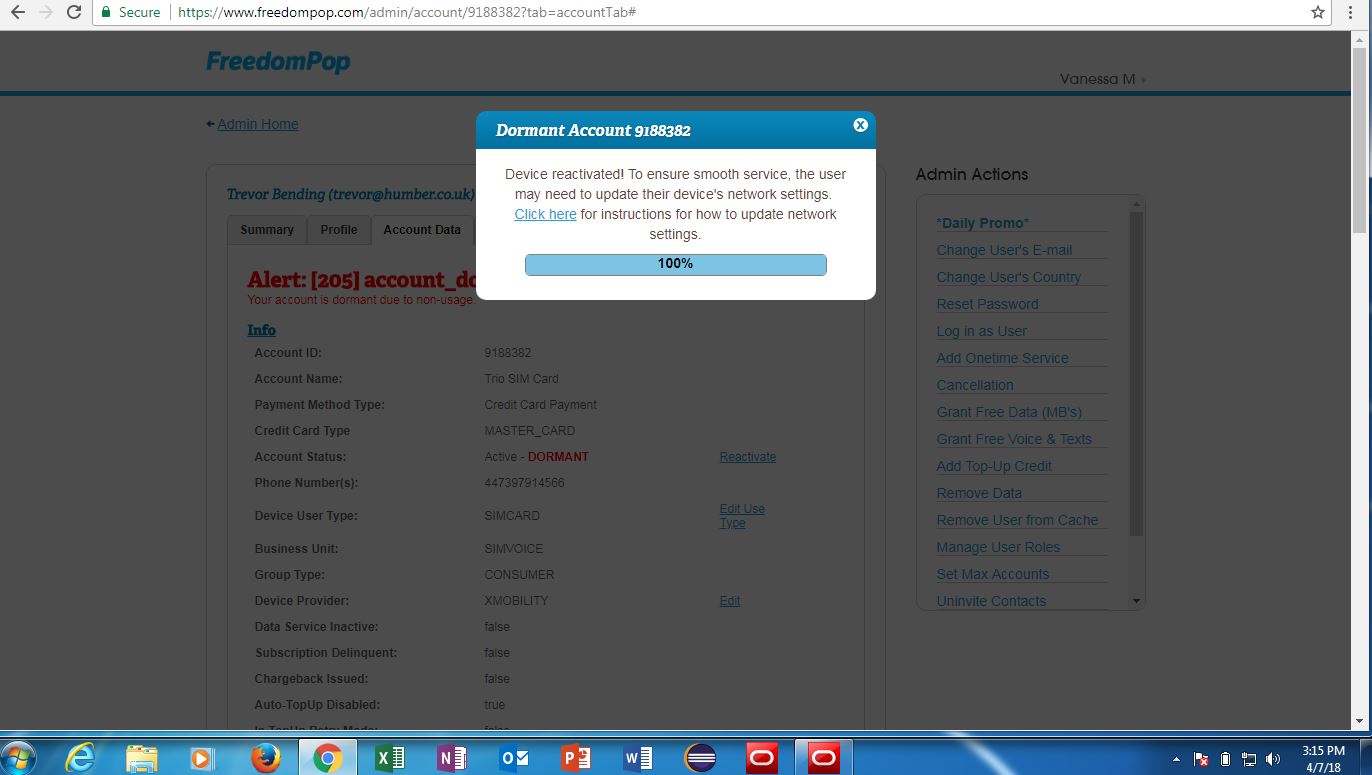 Secure https://www.freedompop.com/admin/account/9188382?tab=accountTab#
FreedomPop
Vanessa M
Admin Home
Dormant Account 9188382
Device reactivated! To ensure smooth service, the user
may need to update their device's network settings.
Click here for instructions for how to update network
settings.
100%
Trevor Bending (trevor@humber.co.uk)
Summary Profile Account Data
Alert: [205]
Your account is dormant due to non-usage.
Info
Account ID: 9188382
Account Name: Trio SIM Card
Payment Method Type: Credit Card Payment
Credit Card Type MASTER_CARD
Account Status: Active - DORMANT Reactivate
Phone Number(s): 447397914566
Device User Type: SIMCARD Edit Use
Type
Business Unit: SIMVOICE
Group Type: CONSUMER
Device Provider: XMOBILITY Edit
Data Service Inactive: false
Subscription Delinquent: false
Chargeback Issued: false
Auto-TopUp Disabled: true
Admin Actions
*Daily Promo*
Change User's E-mail
Change User's Country
Reset Password
Log in as User
Add Onetime Service
Cancellation
Grant Free Data (MB's)
Grant Free Voice & Texts
Add Top-Up Credit
Remove Data
Remove User from Cache
Manage User Roles
Set Max Accounts
Uninvite Contacts
3:15 PM
4/7/18